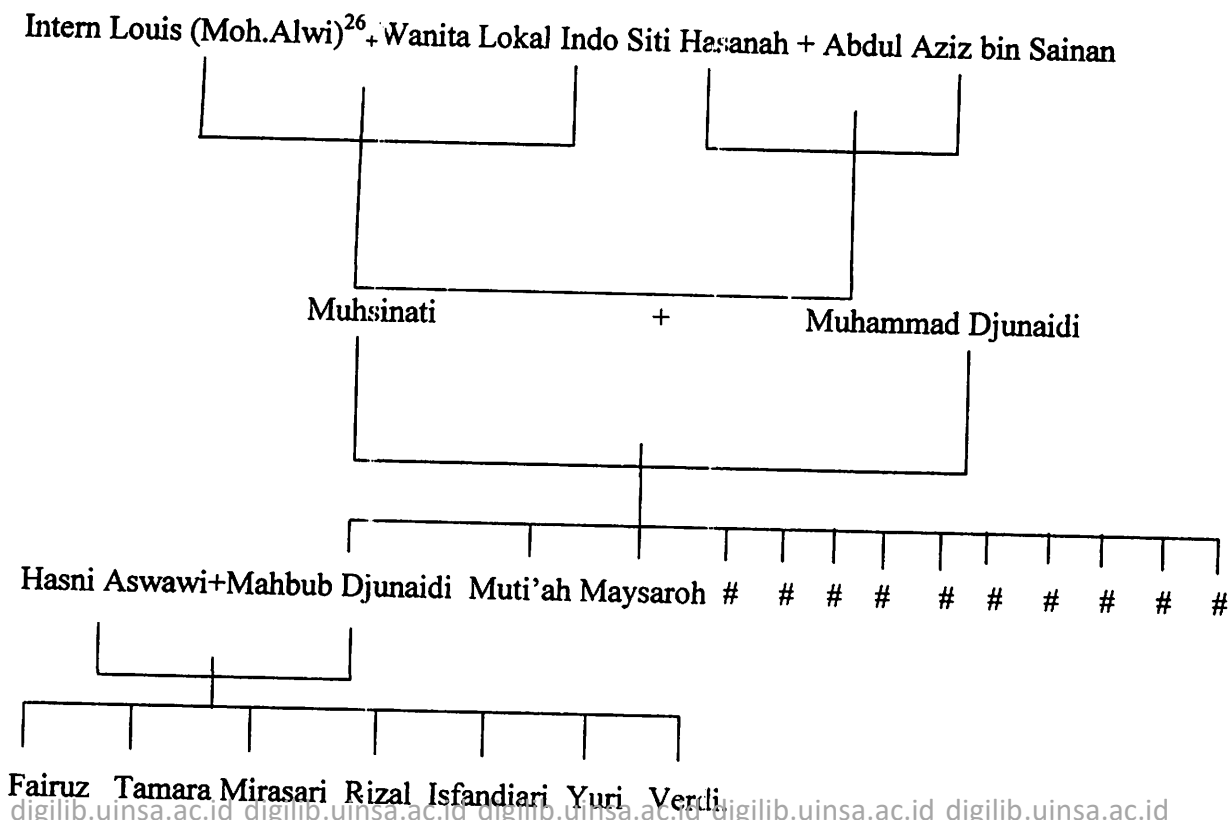 Intern Louis (Moh.Alwi)26 + Wanita Lokal Indo Siti Hasanah + Abdul Aziz bin Sainan
Muhsinati + Muhammad Djunaidi
Hasni Aswawi+Mahbub Djunaidi Muti'ah Maysaroh # # # # # # # # # #
Fairuz Tamara Mirasari Rizal Isfandiari Yuri Verdi.
digilib.uinsa.ac.id digilib.uinsa.ac.id digilib.uinsa.ac.id digilib.uinsa.ac.id digilib.uinsa.ac.id